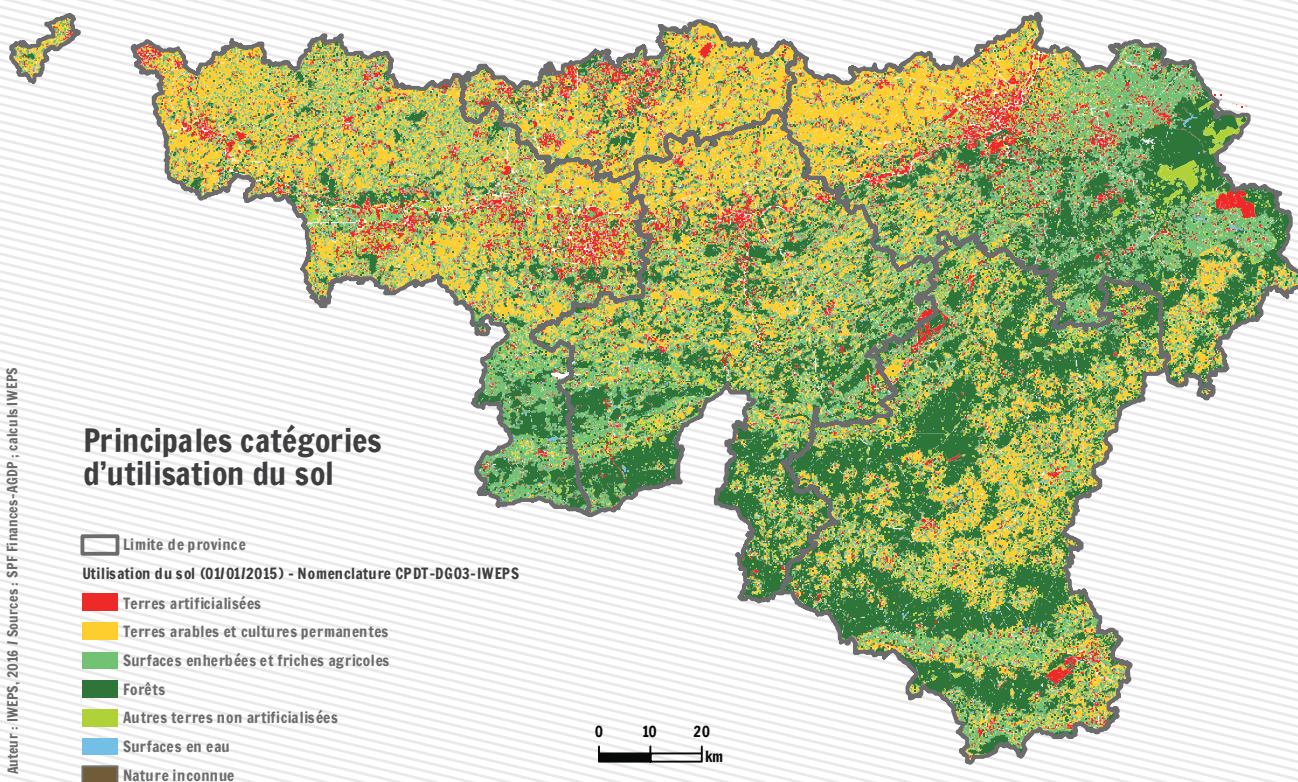 Principales catégories
d'utilisation du sol
Limite de province
Utilisation du sol (01/01/2015) - Nomenclature CPDT-DG03-IWEPS
Terres artificialisées
Terres arables et cultures permanentes
Surfaces enherbées et friches agricoles
Forêts
Autres terres non artificialisées
Surfaces en eau
Nature inconnue
0 10 20
km
Auteur : IWEPS, 2016 / Sources : SPF Finances-AGDP ; calculs IWEPS